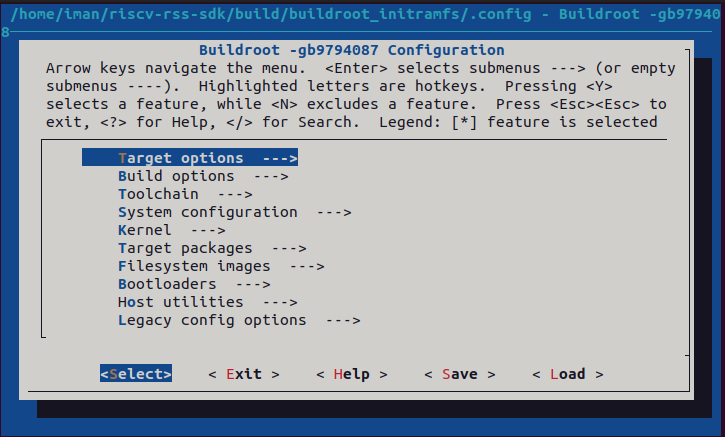 /home/iman/riscv-rss-sdk/build/buildroot_initramfs/.config - Buildroot -gb979408
8
Buildroot -gb9794087 Configuration
Arrow keys navigate the menu.  <Enter> selects submenus ---> (or empty
submenus ----).  Highlighted letters are hotkeys.  Pressing <Y>
selects a feature, while <N> excludes a feature.  Press <Esc><Esc> to
exit, <?> for Help, </> for Search.  Legend: [*] feature is selected
Target options  --->
Build options  --->
Toolchain  --->
System configuration  --->
Kernel  --->
Target packages  --->
Filesystem images  --->
Bootloaders  --->
Host utilities  --->
Legacy config options  --->
<Select>    < Exit >    < Help >    < Save >    < Load >